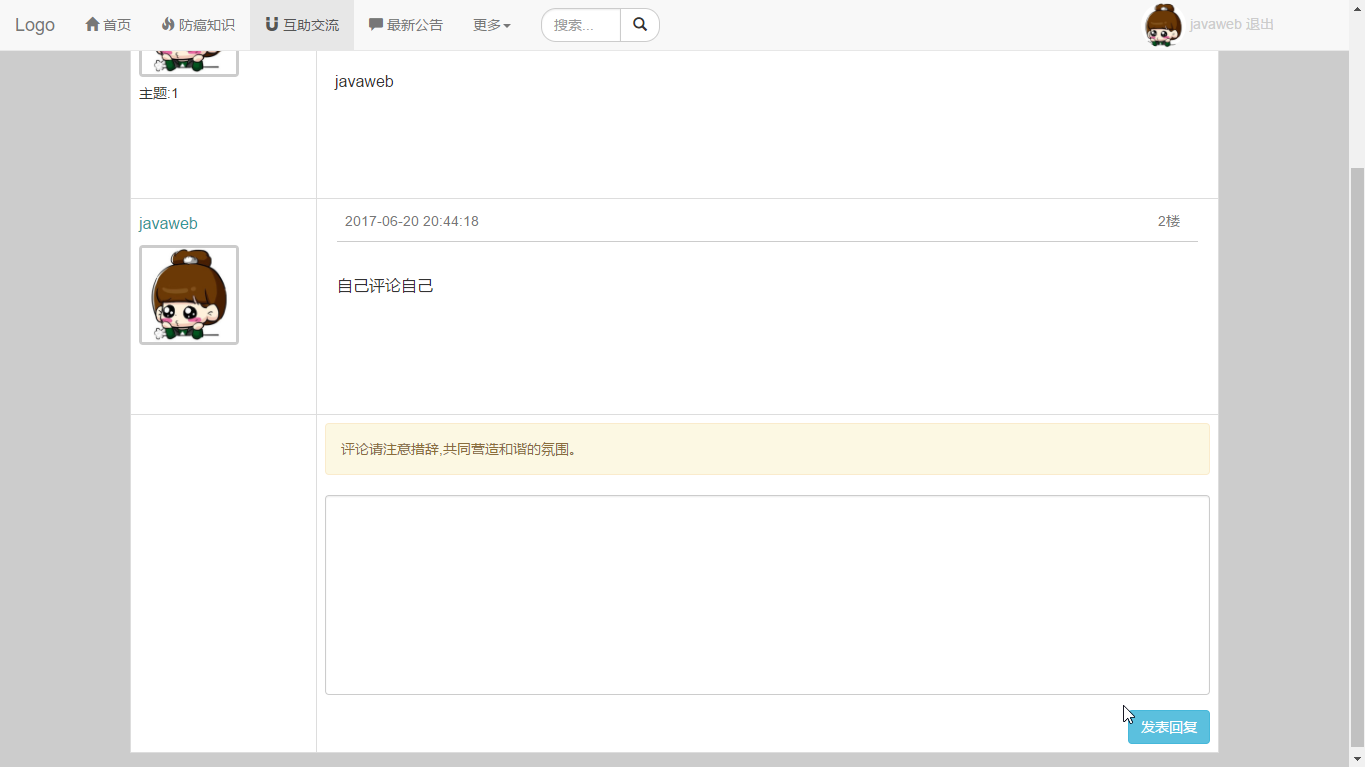 Logo 首页 防癌知识 互助交流 最新公告 更多 搜索... javaweb 退出
javaweb
主题:1
javaweb
2017-06-20 20:44:18 2楼
自己评论自己
评论请注意措辞,共同营造和谐的氛围。
发表回复